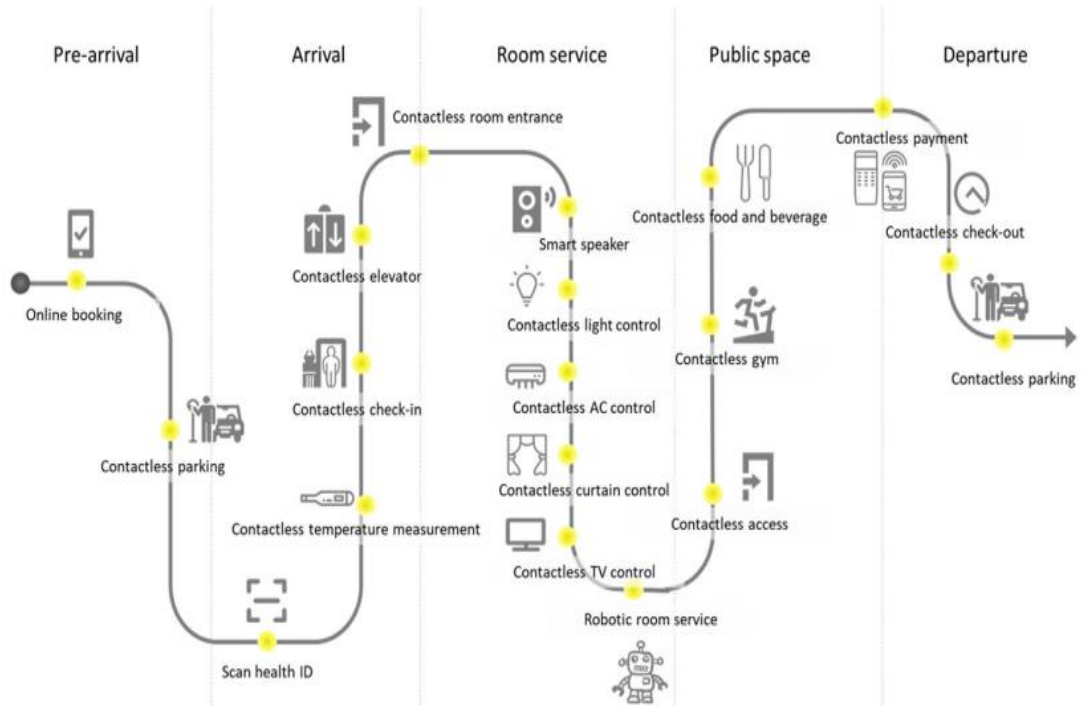 Pre-arrival
Arrival
Room service
Public space
Departure
Online booking
Contactless parking
Scan health ID
Contactless temperature measurement
Contactless check-in
Contactless elevator
Contactless room entrance
Smart speaker
Contactless light control
Contactless AC control
Contactless curtain control
Contactless TV control
Robotic room service
Contactless access
Contactless gym
Contactless food and beverage
Contactless payment
Contactless check-out
Contactless parking